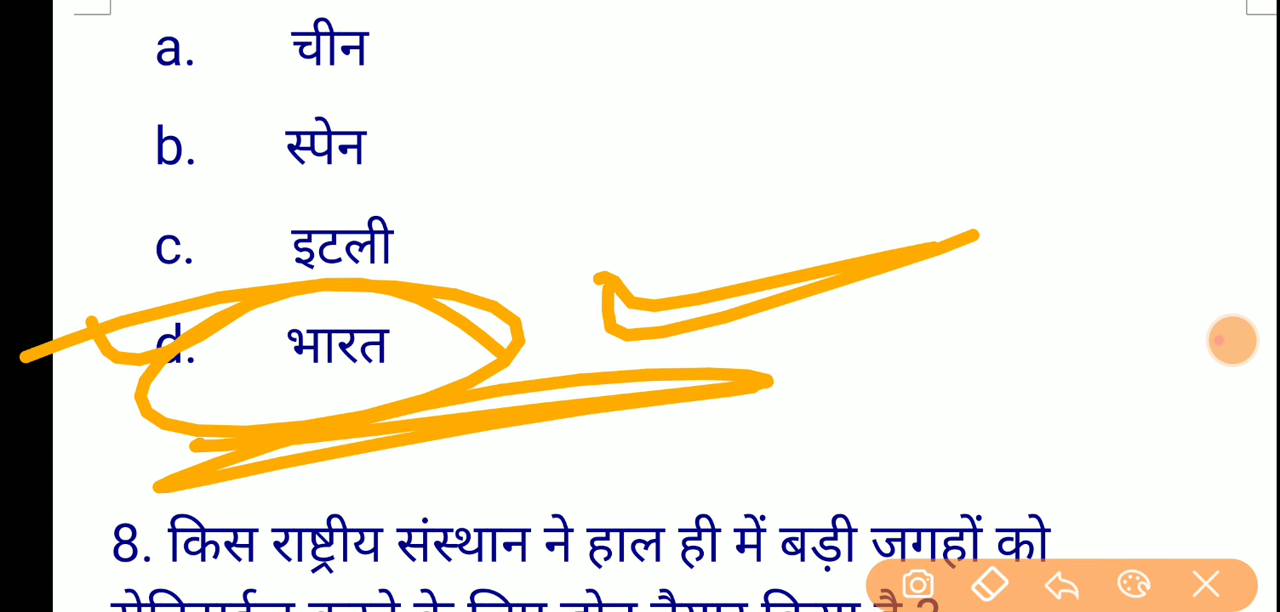 a. चीन
b. स्पेन
c. इटली
d. भारत
8. किस राष्ट्रीय संस्थान ने हाल ही में बड़ी जगहों को
के लिए तैयार किया है ?